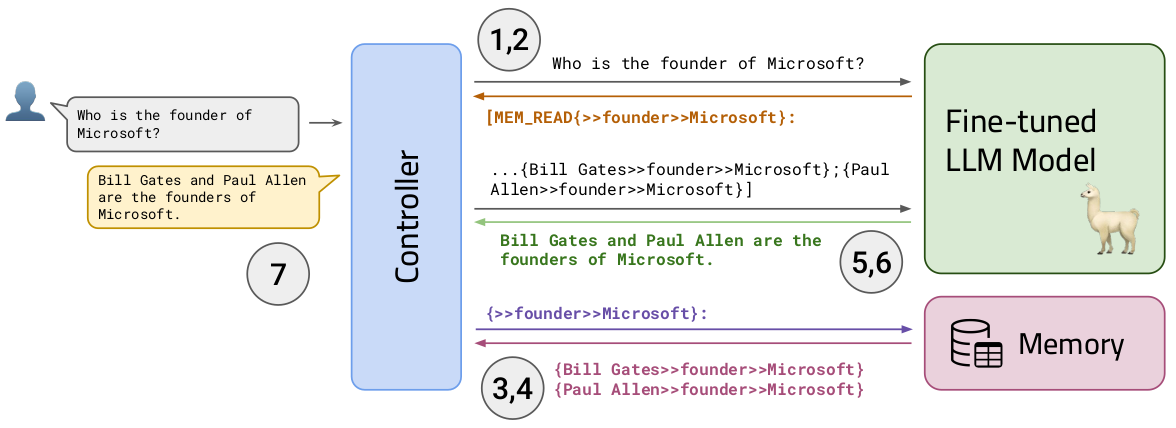 1,2
Who is the founder of Microsoft?
[MEM_READ{>>founder>>Microsoft}:
Who is the founder of
Microsoft?
Bill Gates and Paul Allen
are the founders of
Microsoft.
7
Controller
...{Bill Gates>>founder>>Microsoft};{Paul
Allen>>founder>>Microsoft}]
Bill Gates and Paul Allen are the
founders of Microsoft.
5,6
{>>founder>>Microsoft}:
{Bill Gates>>founder>>Microsoft}
{Paul Allen>>founder>>Microsoft}
3,4
Fine-tuned
LLM Model
Memory